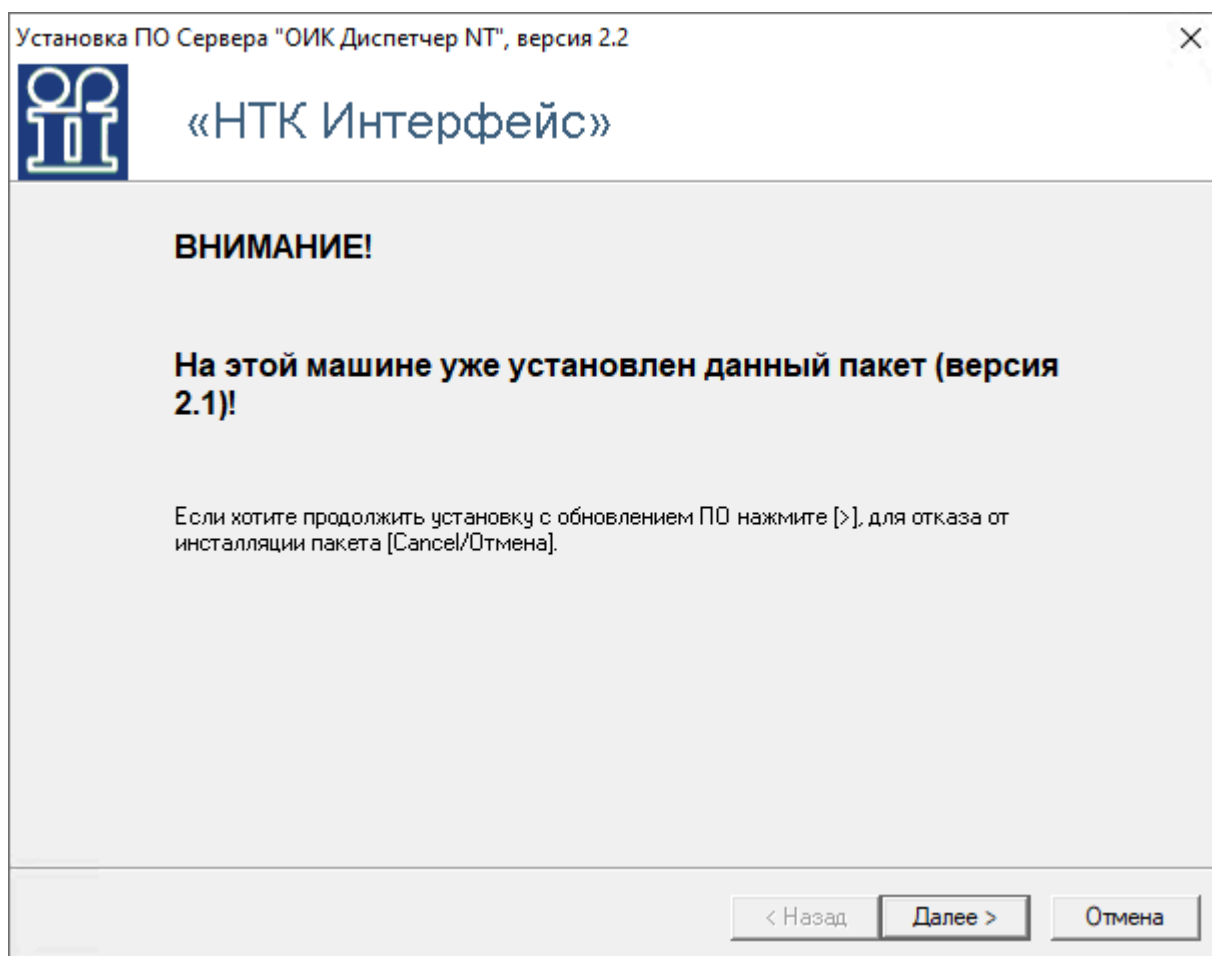 Установка ПО Сервера "ОИК Диспетчер NT", версия 2.2
«НТК Интерфейс»
ВНИМАНИЕ!
На этой машине уже установлен данный пакет (версия
2.1)!
Если хотите продолжить установку с обновлением ПО нажмите [>], для отказа от
инсталляции пакета [Cancel/Отмена].
< Назад Далее > Отмена